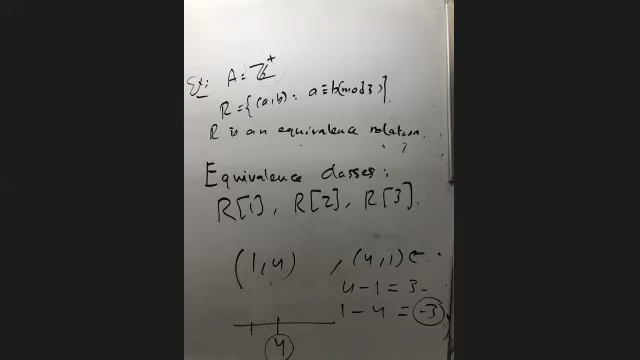 Ex: A = Z⁺
R = {(a,b) : a ≡ b(mod 3)}
R is an equivalence relation.
Equivalence classes:
R[1], R[2], R[3].
(1,4) , (4,1) ∈
4 - 1 = 3
1 - 4 = -3
4